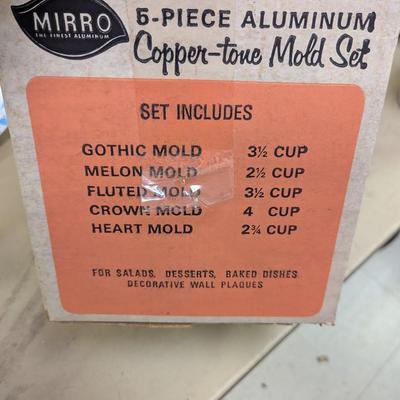 MIRRO
THE FINEST ALUMINUM
5-PIECE ALUMINUM
Copper-tone Mold Set
SET INCLUDES
GOTHIC MOLD 3½ CUP
MELON MOLD 2½ CUP
FLUTED MOLD 3½ CUP
CROWN MOLD 4 CUP
HEART MOLD 2¾ CUP
FOR SALADS, DESSERTS, BAKED DISHES
DECORATIVE WALL PLAQUES